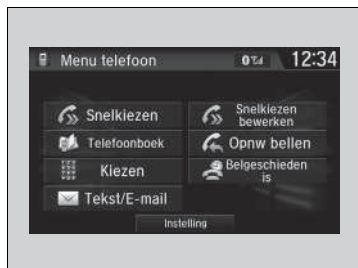 Menu telefoon
12:34
Snelkiezen
Snelkiezen
bewerken
Telefoonboek
Opnw bellen
Kiezen
Belgeschieden
is
Tekst/E-mail
Instelling